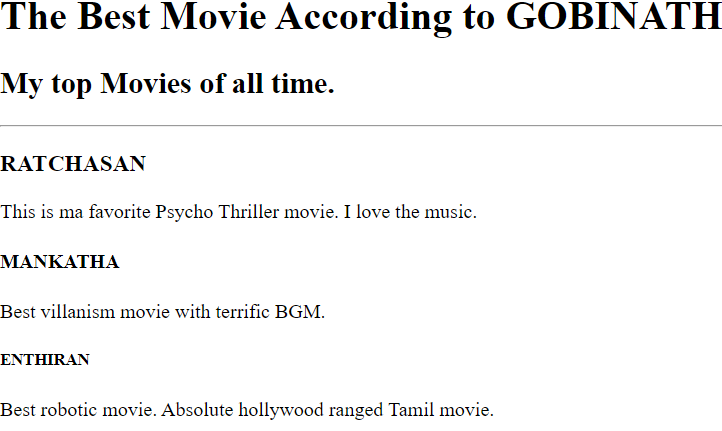 The Best Movie According to GOBINATH
My top Movies of all time.
RATCHASAN
This is ma favorite Psycho Thriller movie. I love the music.
MANKATHA
Best villanism movie with terrific BGM.
ENTHIRAN
Best robotic movie. Absolute hollywood ranged Tamil movie.